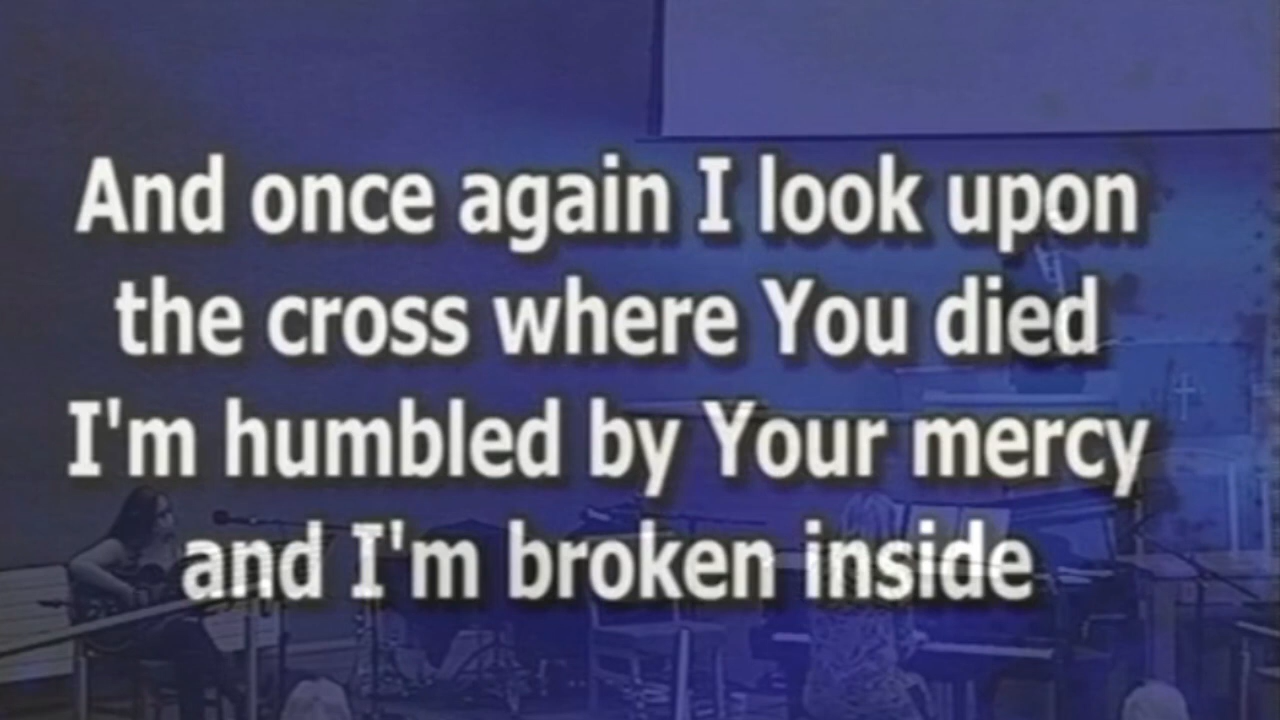 And once again I look upon
the cross where You died
I'm humbled by Your mercy
and I'm broken inside